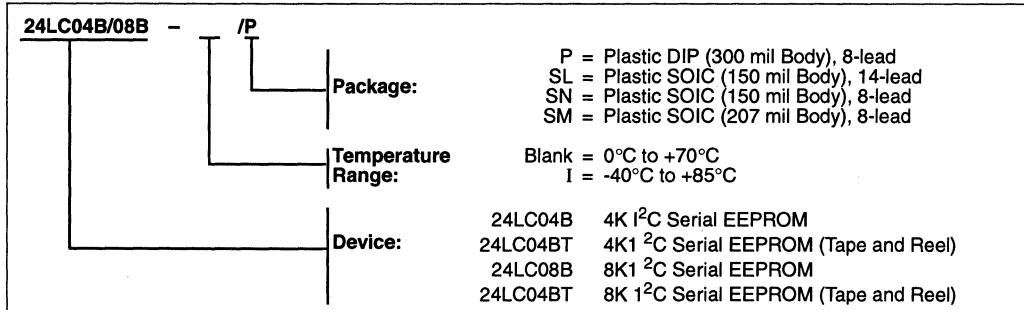 24LC04B/08B – _ /P
Package:
P = Plastic DIP (300 mil Body), 8-lead
SL = Plastic SOIC (150 mil Body), 14-lead
SN = Plastic SOIC (150 mil Body), 8-lead
SM = Plastic SOIC (207 mil Body), 8-lead
Temperature
Range:
Blank = 0°C to +70°C
I = -40°C to +85°C
Device:
24LC04B 4K I²C Serial EEPROM
24LC04BT 4K1 ²C Serial EEPROM (Tape and Reel)
24LC08B 8K1 ²C Serial EEPROM
24LC04BT 8K 1²C Serial EEPROM (Tape and Reel)